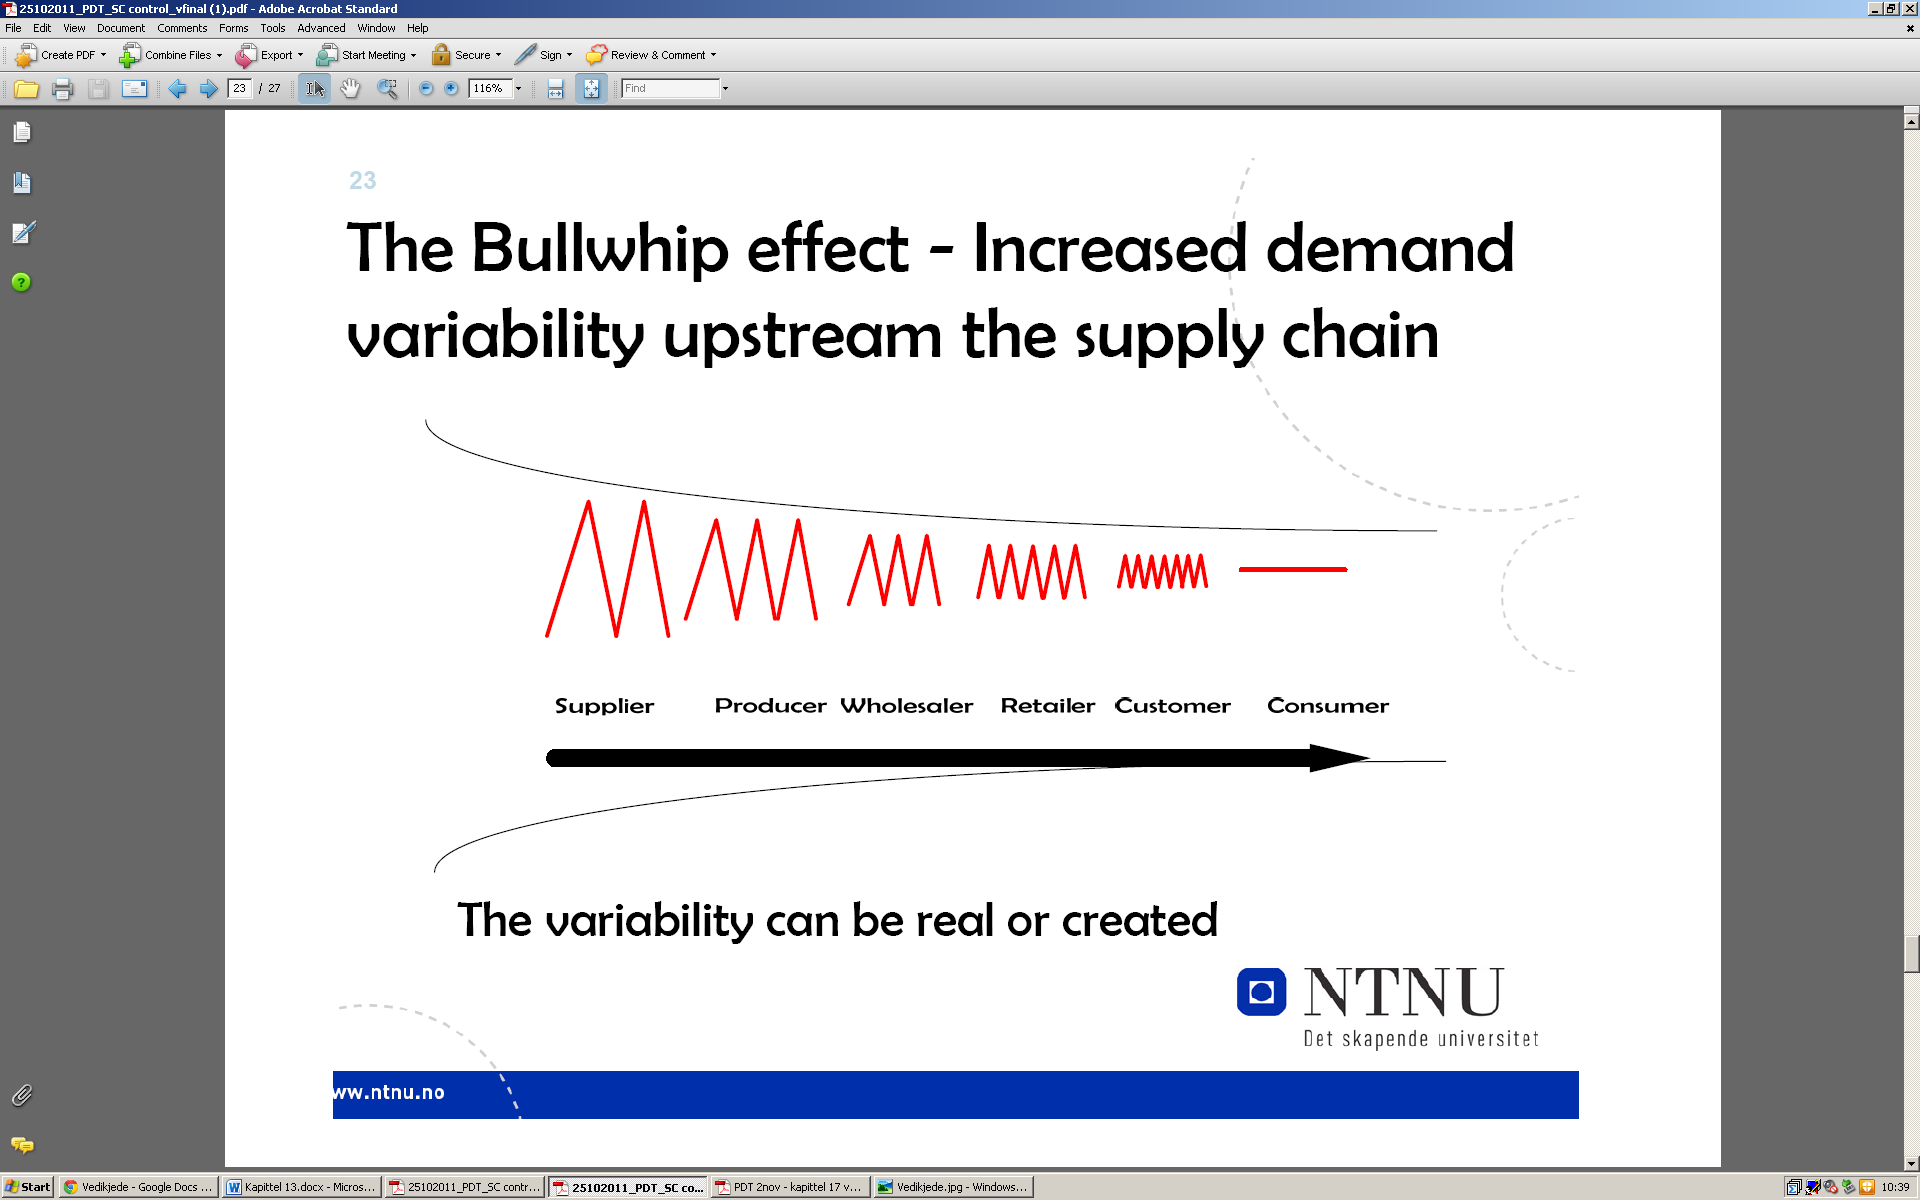 25102011_PDT_SC control_vfinal (1).pdf - Adobe Acrobat Standard
File Edit View Document Comments Forms Tools Advanced Window Help
Create PDF Combine Files Export Start Meeting Secure Sign Review & Comment
23 / 27 116% Find
23
The Bullwhip effect - Increased demand
variability upstream the supply chain
Supplier Producer Wholesaler Retailer Customer Consumer
The variability can be real or created
NTNU
Det skapende universitet
ww.ntnu.no
Start Vedikjede - Google Docs ... Kapittel 13.docx - Micros... 25102011_PDT_SC contr... 25102011_PDT_SC co... PDT 2nov - kapittel 17 v... Vedikjede.jpg - Windows... 10:39